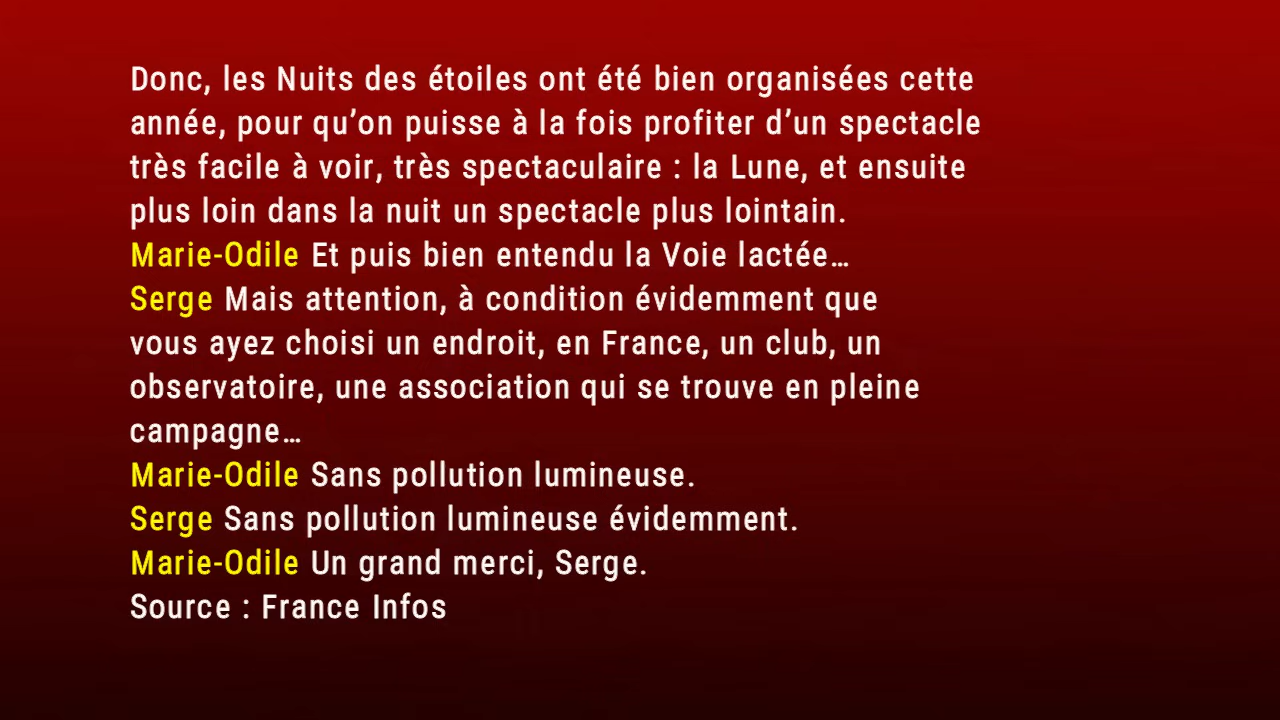 Donc, les Nuits des étoiles ont été bien organisées cette
année, pour qu’on puisse à la fois profiter d’un spectacle
très facile à voir, très spectaculaire : la Lune, et ensuite
plus loin dans la nuit un spectacle plus lointain.
Marie-Odile Et puis bien entendu la Voie lactée…
Serge Mais attention, à condition évidemment que
vous ayez choisi un endroit, en France, un club, un
observatoire, une association qui se trouve en pleine
campagne…
Marie-Odile Sans pollution lumineuse.
Serge Sans pollution lumineuse évidemment.
Marie-Odile Un grand merci, Serge.
Source : France Infos